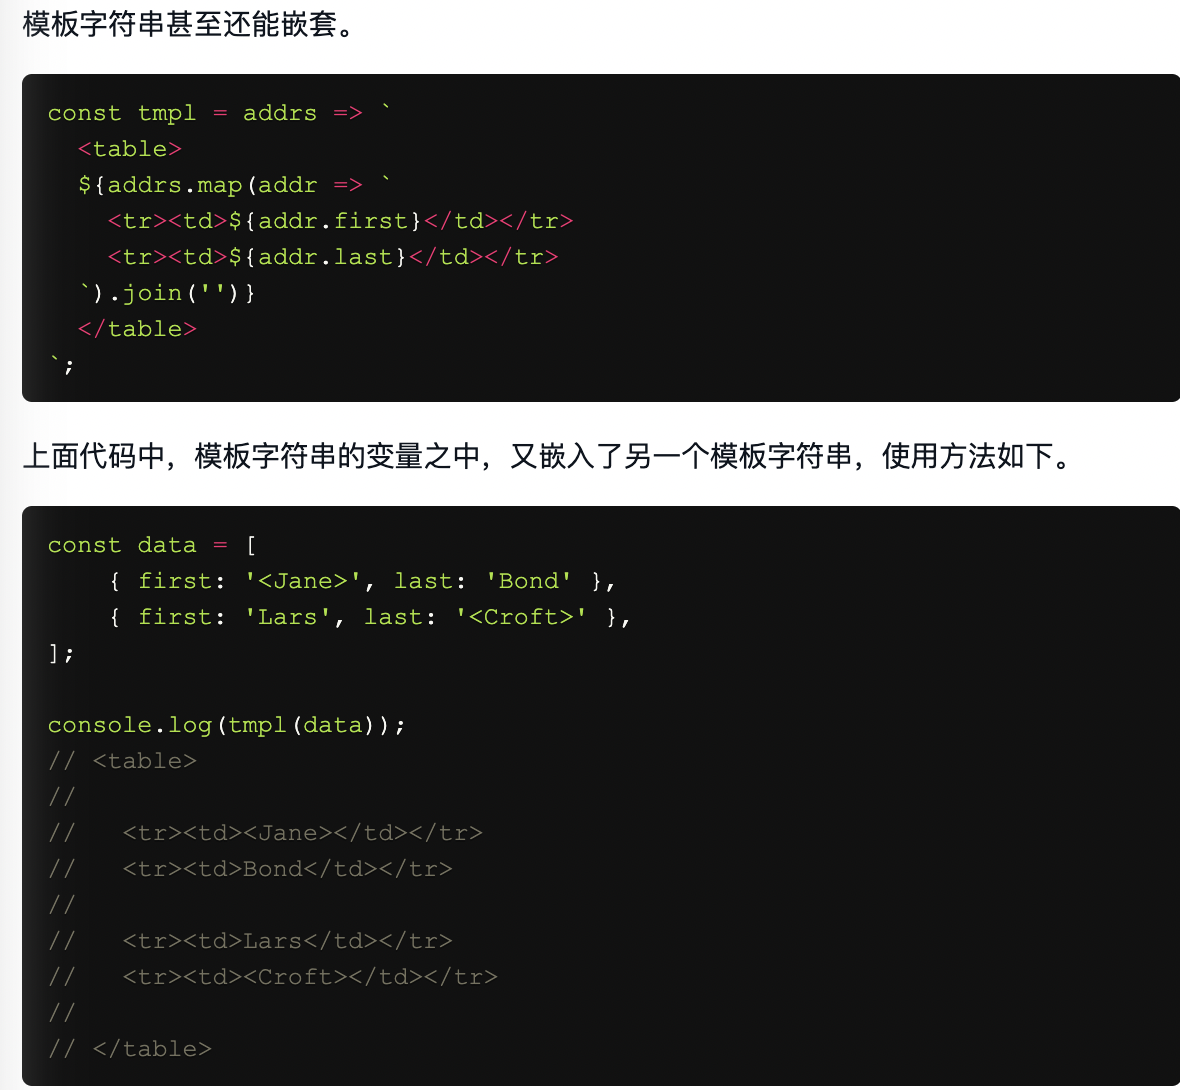 模板字符串甚至还能嵌套。
const tmpl = addrs => `
  <table>
  ${addrs.map(addr => `
    <tr><td>${addr.first}</td></tr>
    <tr><td>${addr.last}</td></tr>
  `).join('')}
  </table>
`;
上面代码中，模板字符串的变量之中，又嵌入了另一个模板字符串，使用方法如下。
const data = [
    { first: '<Jane>', last: 'Bond' },
    { first: 'Lars', last: '<Croft>' },
];

console.log(tmpl(data));
// <table>
//
//   <tr><td><Jane></td></tr>
//   <tr><td>Bond</td></tr>
//
//   <tr><td>Lars</td></tr>
//   <tr><td><Croft></td></tr>
//
// </table>